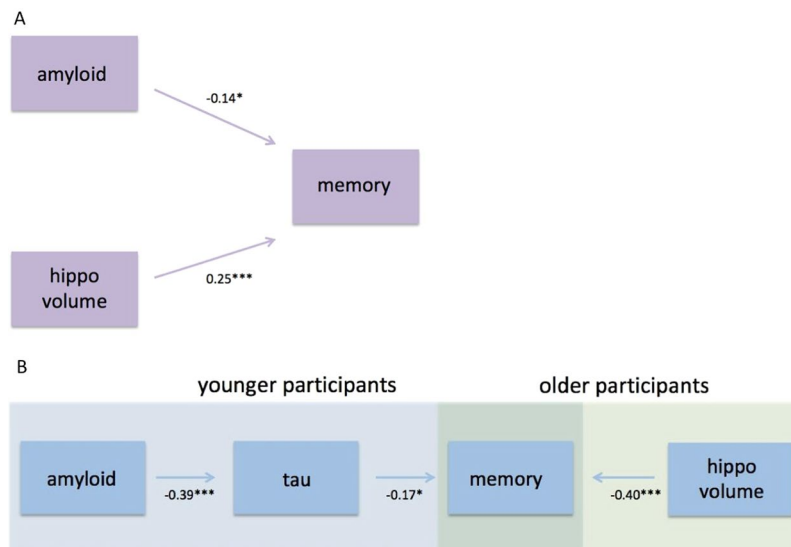 A
amyloid
-0.14*
memory
hippo
volume
0.25***
B
younger participants
older participants
amyloid
-0.39***
tau
-0.17*
memory
-0.40***
hippo
volume